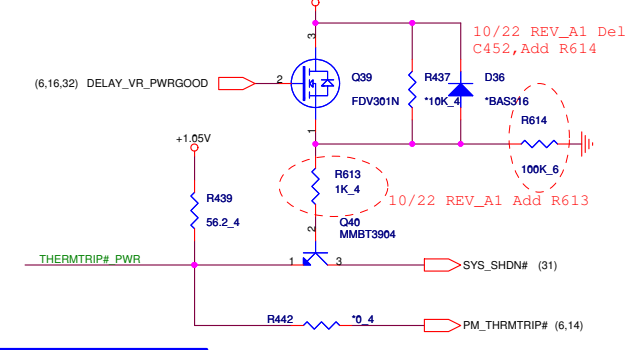 10/22 REV_A1 Del
C452,Add R614
3
Q39
R437
D36
(6,16,32) DELAY_VR_PWRGOOD
2
FDV301N
*10K_4
*BAS316
R614
1
+1.05V
100K_6
R613
1K_4
R439
10/22 REV_A1 Add R613
56.2_4
2
Q40
MMBT3904
THERMTRIP#_PWR
1
3
SYS_SHDN# (31)
R442
*0_4
PM_THRMTRIP# (6,14)